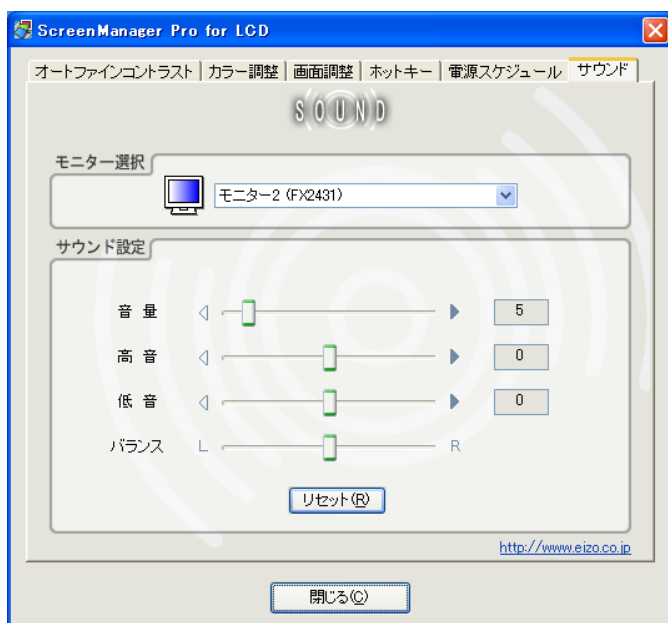 ScreenManager Pro for LCD
オートファインコントラスト カラー調整 画面調整 ホットキー 電源スケジュール サウンド
SOUND
モニター選択
モニター2 (FX2431)
サウンド設定
音量 5
高音 0
低音 0
バランス L R
リセット(R)
http://www.eizo.co.jp
閉じる(C)